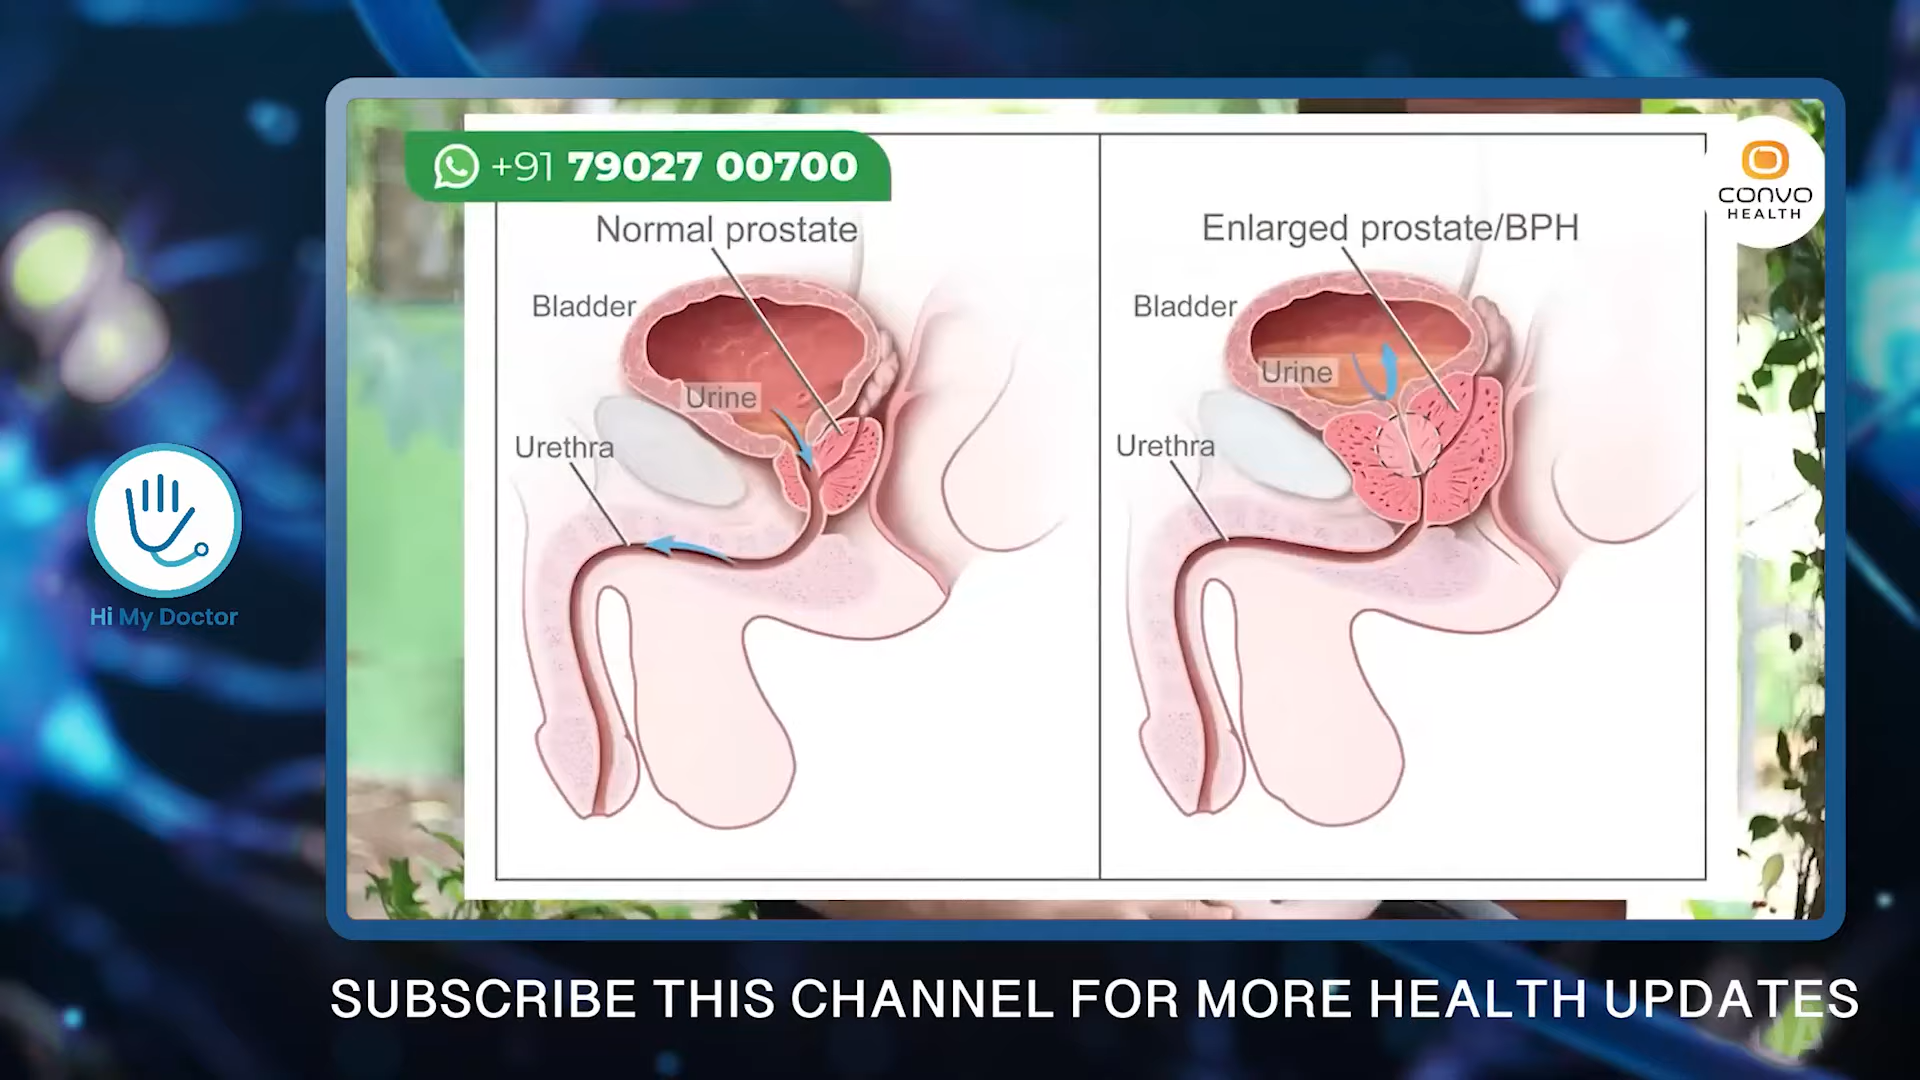 +91 79027 00700
CONVO
HEALTH
Normal prostate
Enlarged prostate/BPH
Bladder
Bladder
Urine
Urine
Urethra
Urethra
Hi My Doctor
SUBSCRIBE THIS CHANNEL FOR MORE HEALTH UPDATES